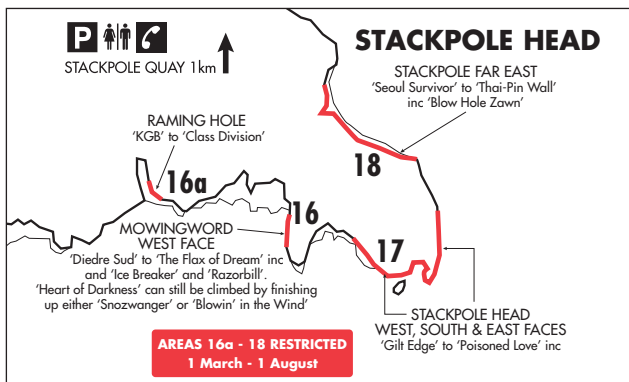 P
STACKPOLE QUAY 1km
STACKPOLE HEAD
STACKPOLE FAR EAST
'Seoul Survivor' to 'Thai-Pin Wall'
inc 'Blow Hole Zawn'
RAMING HOLE
'KGB' to 'Class Division'
16a
18
16
MOWINGWORD
WEST FACE
'Diedre Sud' to 'The Flax of Dream' inc
and 'Ice Breaker' and 'Razorbill'.
'Heart of Darkness' can still be climbed by finishing
up either 'Snozwanger' or 'Blowin' in the Wind'
17
STACKPOLE HEAD
WEST, SOUTH & EAST FACES
'Gilt Edge' to 'Poisoned Love' inc
AREAS 16a - 18 RESTRICTED
1 March - 1 August